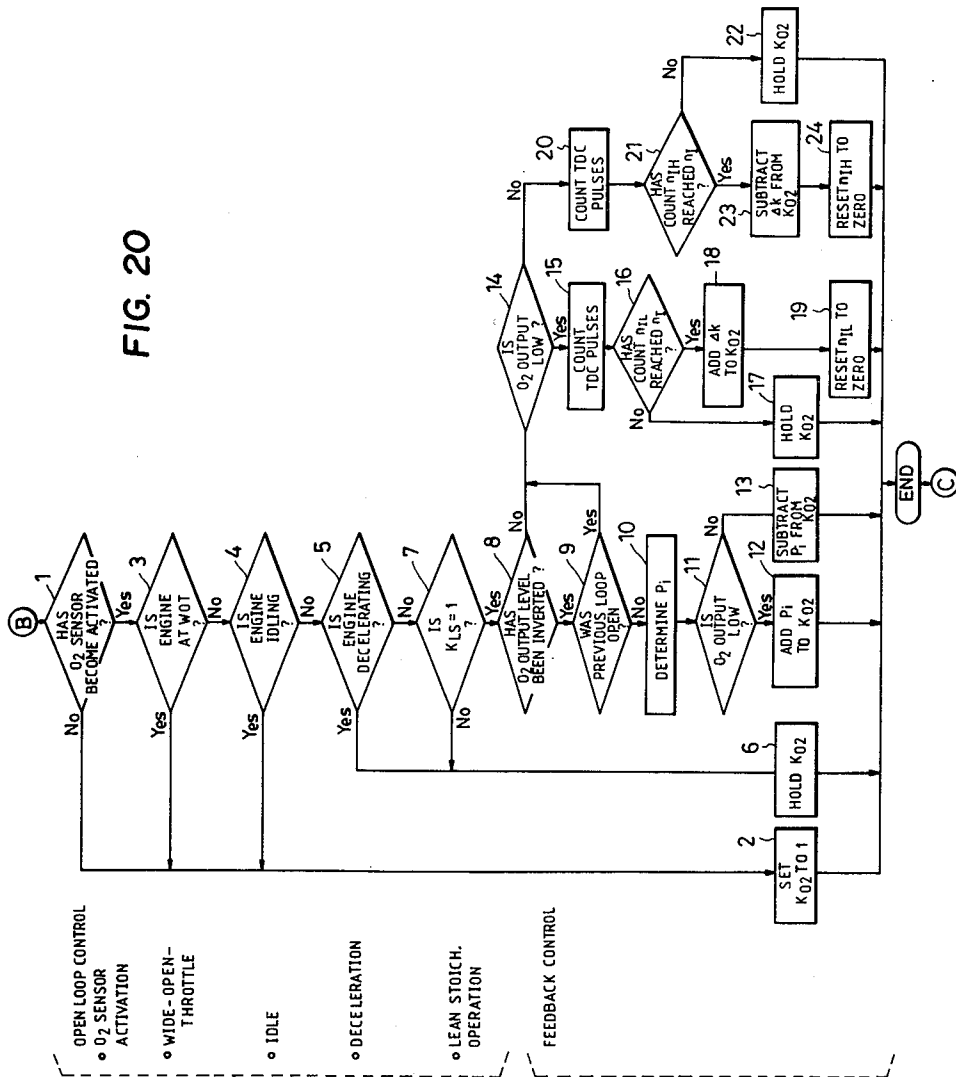 FIG. 20
B
1
HAS
O2 SENSOR
BECOME ACTIVATED
?
No
Yes
3
IS
ENGINE
AT WOT
?
Yes
No
4
IS
ENGINE
IDLING
?
Yes
No
5
IS
ENGINE
DECELERATING
?
Yes
No
7
IS
KLS = 1
?
No
Yes
8
HAS
O2 OUTPUT LEVEL
BEEN INVERTED
?
No
Yes
9
WAS
PREVIOUS LOOP
OPEN
?
Yes
No
10
DETERMINE Pi
11
IS
O2 OUTPUT
LOW
?
No
Yes
12
ADD Pi
TO KO2
13
SUBTRACT
Pi FROM
KO2
2
SET
KO2 TO 1
6
HOLD KO2
14
IS
O2 OUTPUT
LOW ?
No
Yes
15
COUNT
TDC PULSES
16
HAS
COUNT nIL
REACHED nI
?
No
Yes
17
HOLD
KO2
18
ADD Δk
TO KO2
19
RESET nIL TO
ZERO
20
COUNT TDC
PULSES
21
HAS
COUNT nIH
REACHED nI
?
No
Yes
22
HOLD KO2
23
SUBTRACT
Δk FROM
KO2
24
RESET nIH TO
ZERO
END
C
OPEN LOOP CONTROL
o O2 SENSOR
ACTIVATION
o WIDE-OPEN-
THROTTLE
o IDLE
o DECELERATION
o LEAN STOICH.
OPERATION
FEEDBACK CONTROL